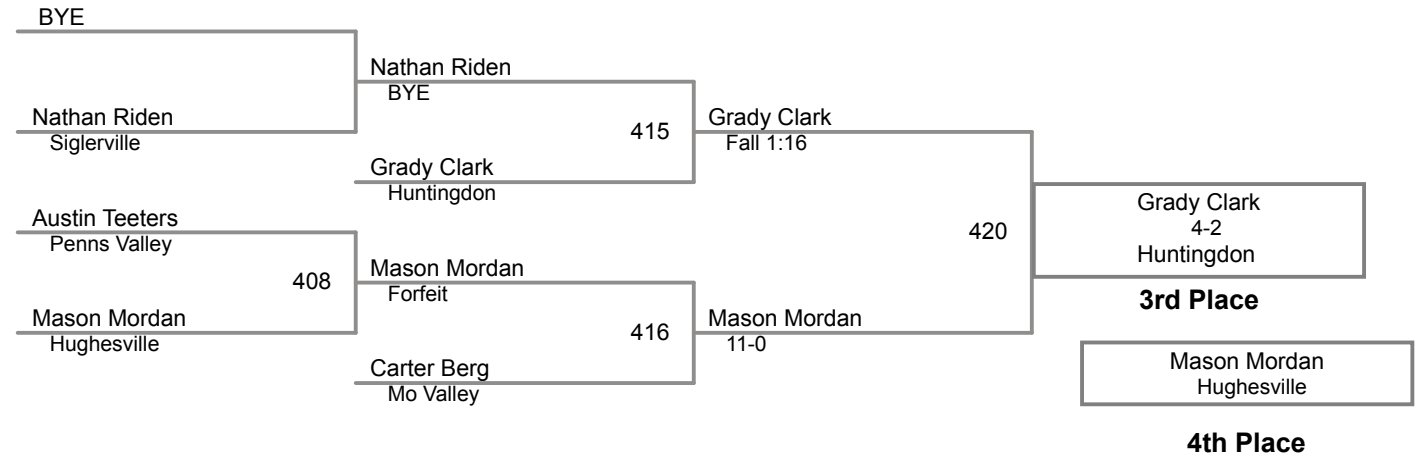 BYE
Nathan Riden
BYE
Nathan Riden
Siglerville
415
Grady Clark
Fall 1:16
Grady Clark
Huntingdon
Austin Teeters
Penns Valley
408
Mason Mordan
Forfeit
Mason Mordan
Hughesville
416
Mason Mordan
11-0
Carter Berg
Mo Valley
420
Grady Clark
4-2
Huntingdon
3rd Place
Mason Mordan
Hughesville
4th Place